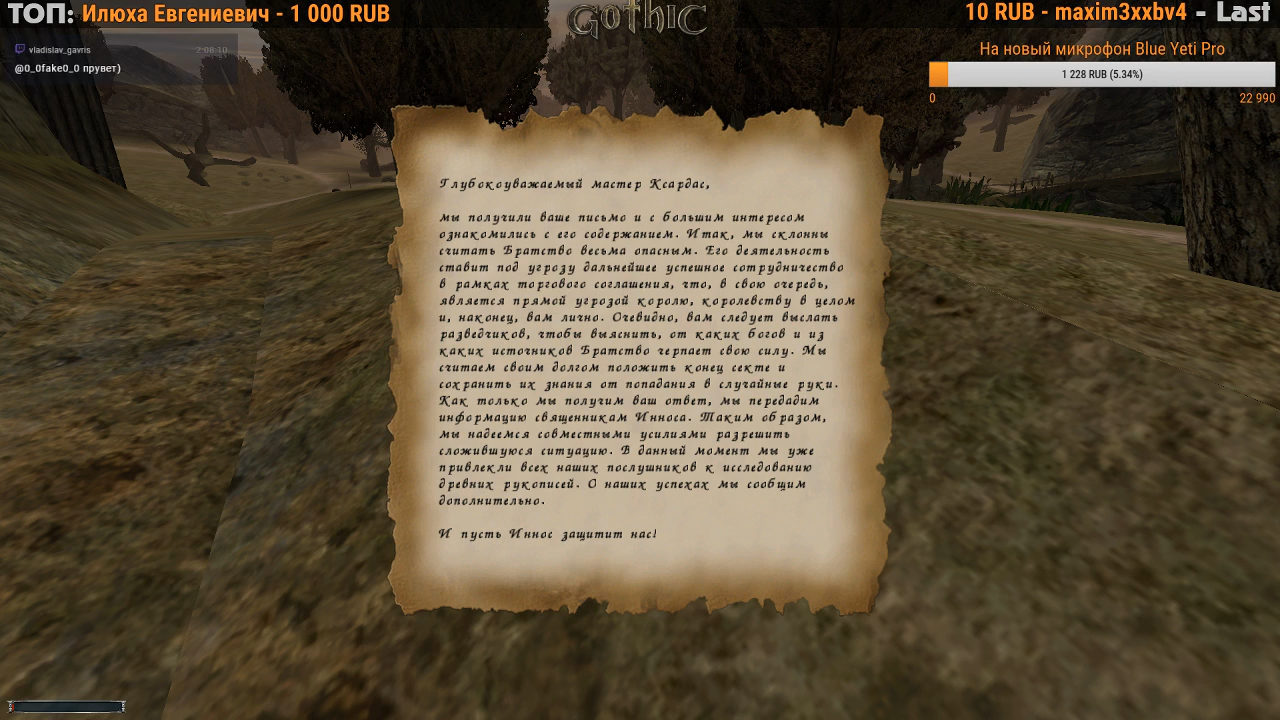 ТОП: Илюха Евгениевич - 1 000 RUB
GOTHIC
10 RUB - maxim3xxbv4 - Last
vladislav_gavris 2:08:10
@0_0fake0_0 прувет)
На новый микрофон Blue Yeti Pro
1 228 RUB (5.34%)
0 22 990
Глубокоуважаемый мастер Ксардас,
мы получили ваше письмо и с большим интересом
ознакомились с его содержанием. Итак, мы склонны
считать Братство весьма опасным. Его деятельность
ставит под угрозу дальнейшее успешное сотрудничество
в рамках торгового соглашения, что, в свою очередь,
является прямой угрозой королю, королевству в целом
и, наконец, вам лично. Очевидно, вам следует выслать
разведчиков, чтобы выяснить, от каких богов и из
каких источников Братство черпает свою силу. Мы
считаем своим долгом положить конец секте и
сохранить их знания от попадания в случайные руки.
Как только мы получим ваш ответ, мы передадим
информацию священникам Инноса. Таким образом,
мы надеемся совместными усилиями разрешить
сложившуюся ситуацию. В данный момент мы уже
привлекли всех наших послушников к исследованию
древних рукописей. О наших успехах мы сообщим
дополнительно.
И пусть Иннос защитит нас!